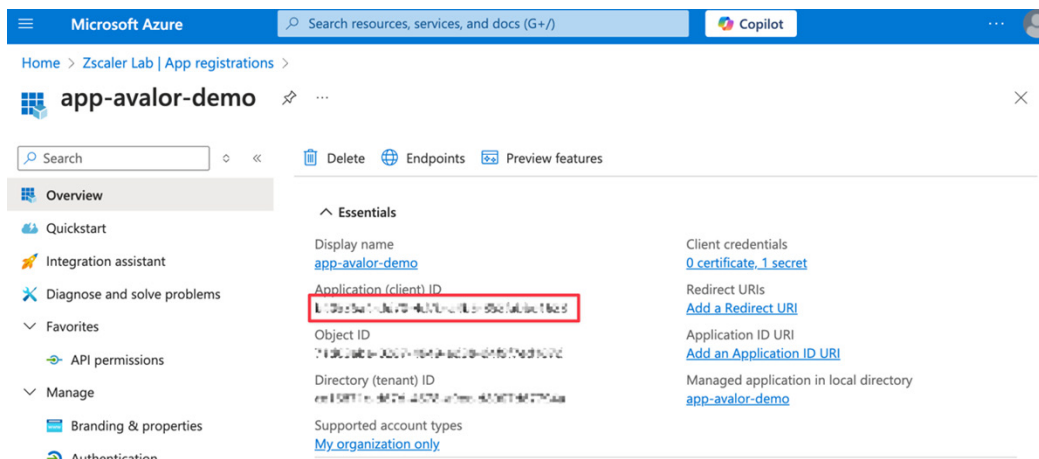 Microsoft Azure
Search resources, services, and docs (G+/)
Copilot
Home > Zscaler Lab | App registrations >
app-avalor-demo
Search
Delete
Endpoints
Preview features
Overview
Quickstart
Integration assistant
Diagnose and solve problems
Favorites
API permissions
Manage
Branding & properties
Authentication
Essentials
Display name
app-avalor-demo
Application (client) ID
Object ID
Directory (tenant) ID
Supported account types
My organization only
Client credentials
0 certificate, 1 secret
Redirect URIs
Add a Redirect URI
Application ID URI
Add an Application ID URI
Managed application in local directory
app-avalor-demo